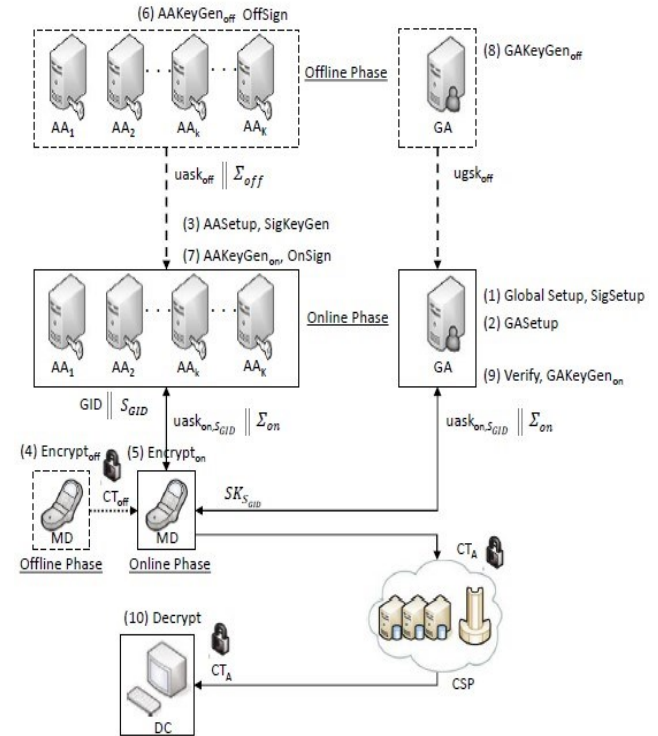 (6) AAKeyGenoff OffSign
AA1 AA2 AAk AAK
Offline Phase
(8) GAKeyGenoff
GA
uaskoff || Σoff
ugskoff
(3) AASetup, SigKeyGen
(7) AAKeyGenon, OnSign
AA1 AA2 AAk AAK
Online Phase
GA
(1) Global Setup, SigSetup
(2) GASetup
(9) Verify, GAKeyGenon
GID || SGID
uaskon,SGID || Σon
uaskon,SGID || Σon
(4) Encryptoff
(5) Encrypton
CToff
SKSGID
MD
MD
Offline Phase
Online Phase
CTA
CSP
(10) Decrypt
CTA
DC